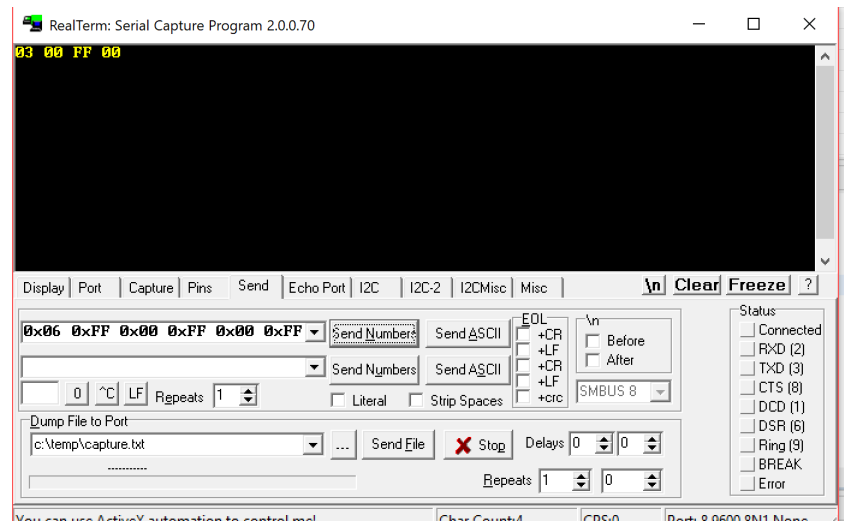 RealTerm: Serial Capture Program 2.0.0.70
03 00 FF 00
Display Port Capture Pins Send Echo Port I2C I2C-2 I2CMisc Misc \n Clear Freeze ?
0x06 0xFF 0x00 0xFF 0x00 0xFF Send Numbers Send ASCII
EOL
+CR
+LF
+CR
+LF
+crc
\n
Before
After
Send Numbers Send ASCII
0 ^C LF Repeats 1
Literal Strip Spaces
SMBUS 8
Dump File to Port
c:\temp\capture.txt ... Send File Stop Delays 0 0
-----------
Repeats 1 0
Status
Connected
RXD (2)
TXD (3)
CTS (8)
DCD (1)
DSR (6)
Ring (9)
BREAK
Error
You can use ActiveX automation to control me! Char Count:4 CPS:0 Port: 8 9600 8N1 None